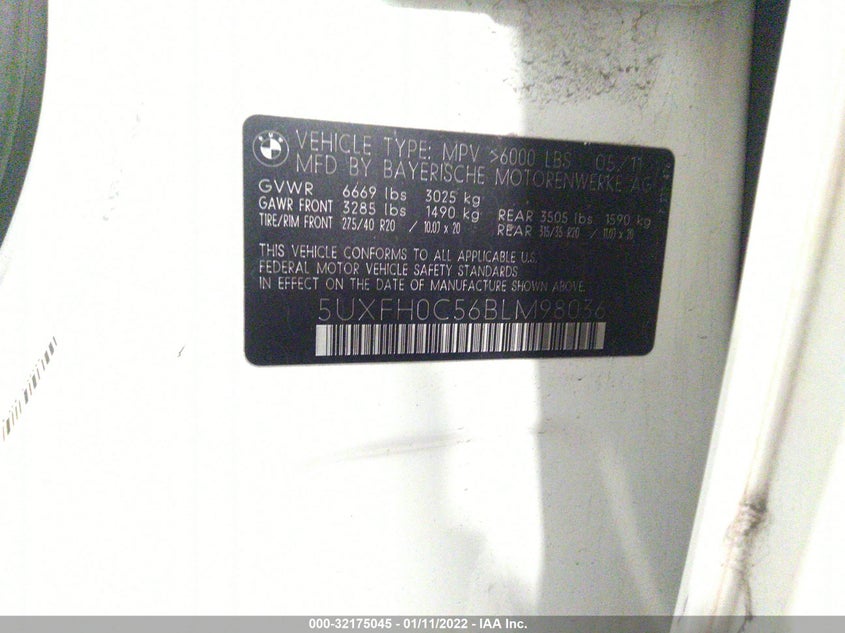 VEHICLE TYPE: MPV >6000 LBS 05/11
MFD BY BAYERISCHE MOTORENWERKE AG
GVWR 6669 lbs 3025 kg
GAWR FRONT 3285 lbs 1490 kg REAR 3505 lbs 1590 kg
TIRE/RIM FRONT 275/40 R20 / 10.0J x 20 REAR 315/35 R20 / 11.0J x 20
THIS VEHICLE CONFORMS TO ALL APPLICABLE U.S.
FEDERAL MOTOR VEHICLE SAFETY STANDARDS
IN EFFECT ON THE DATE OF MANUFACTURE SHOWN ABOVE.
5UXFH0C56BLM98036
000-32175045 - 01/11/2022 - IAA Inc.